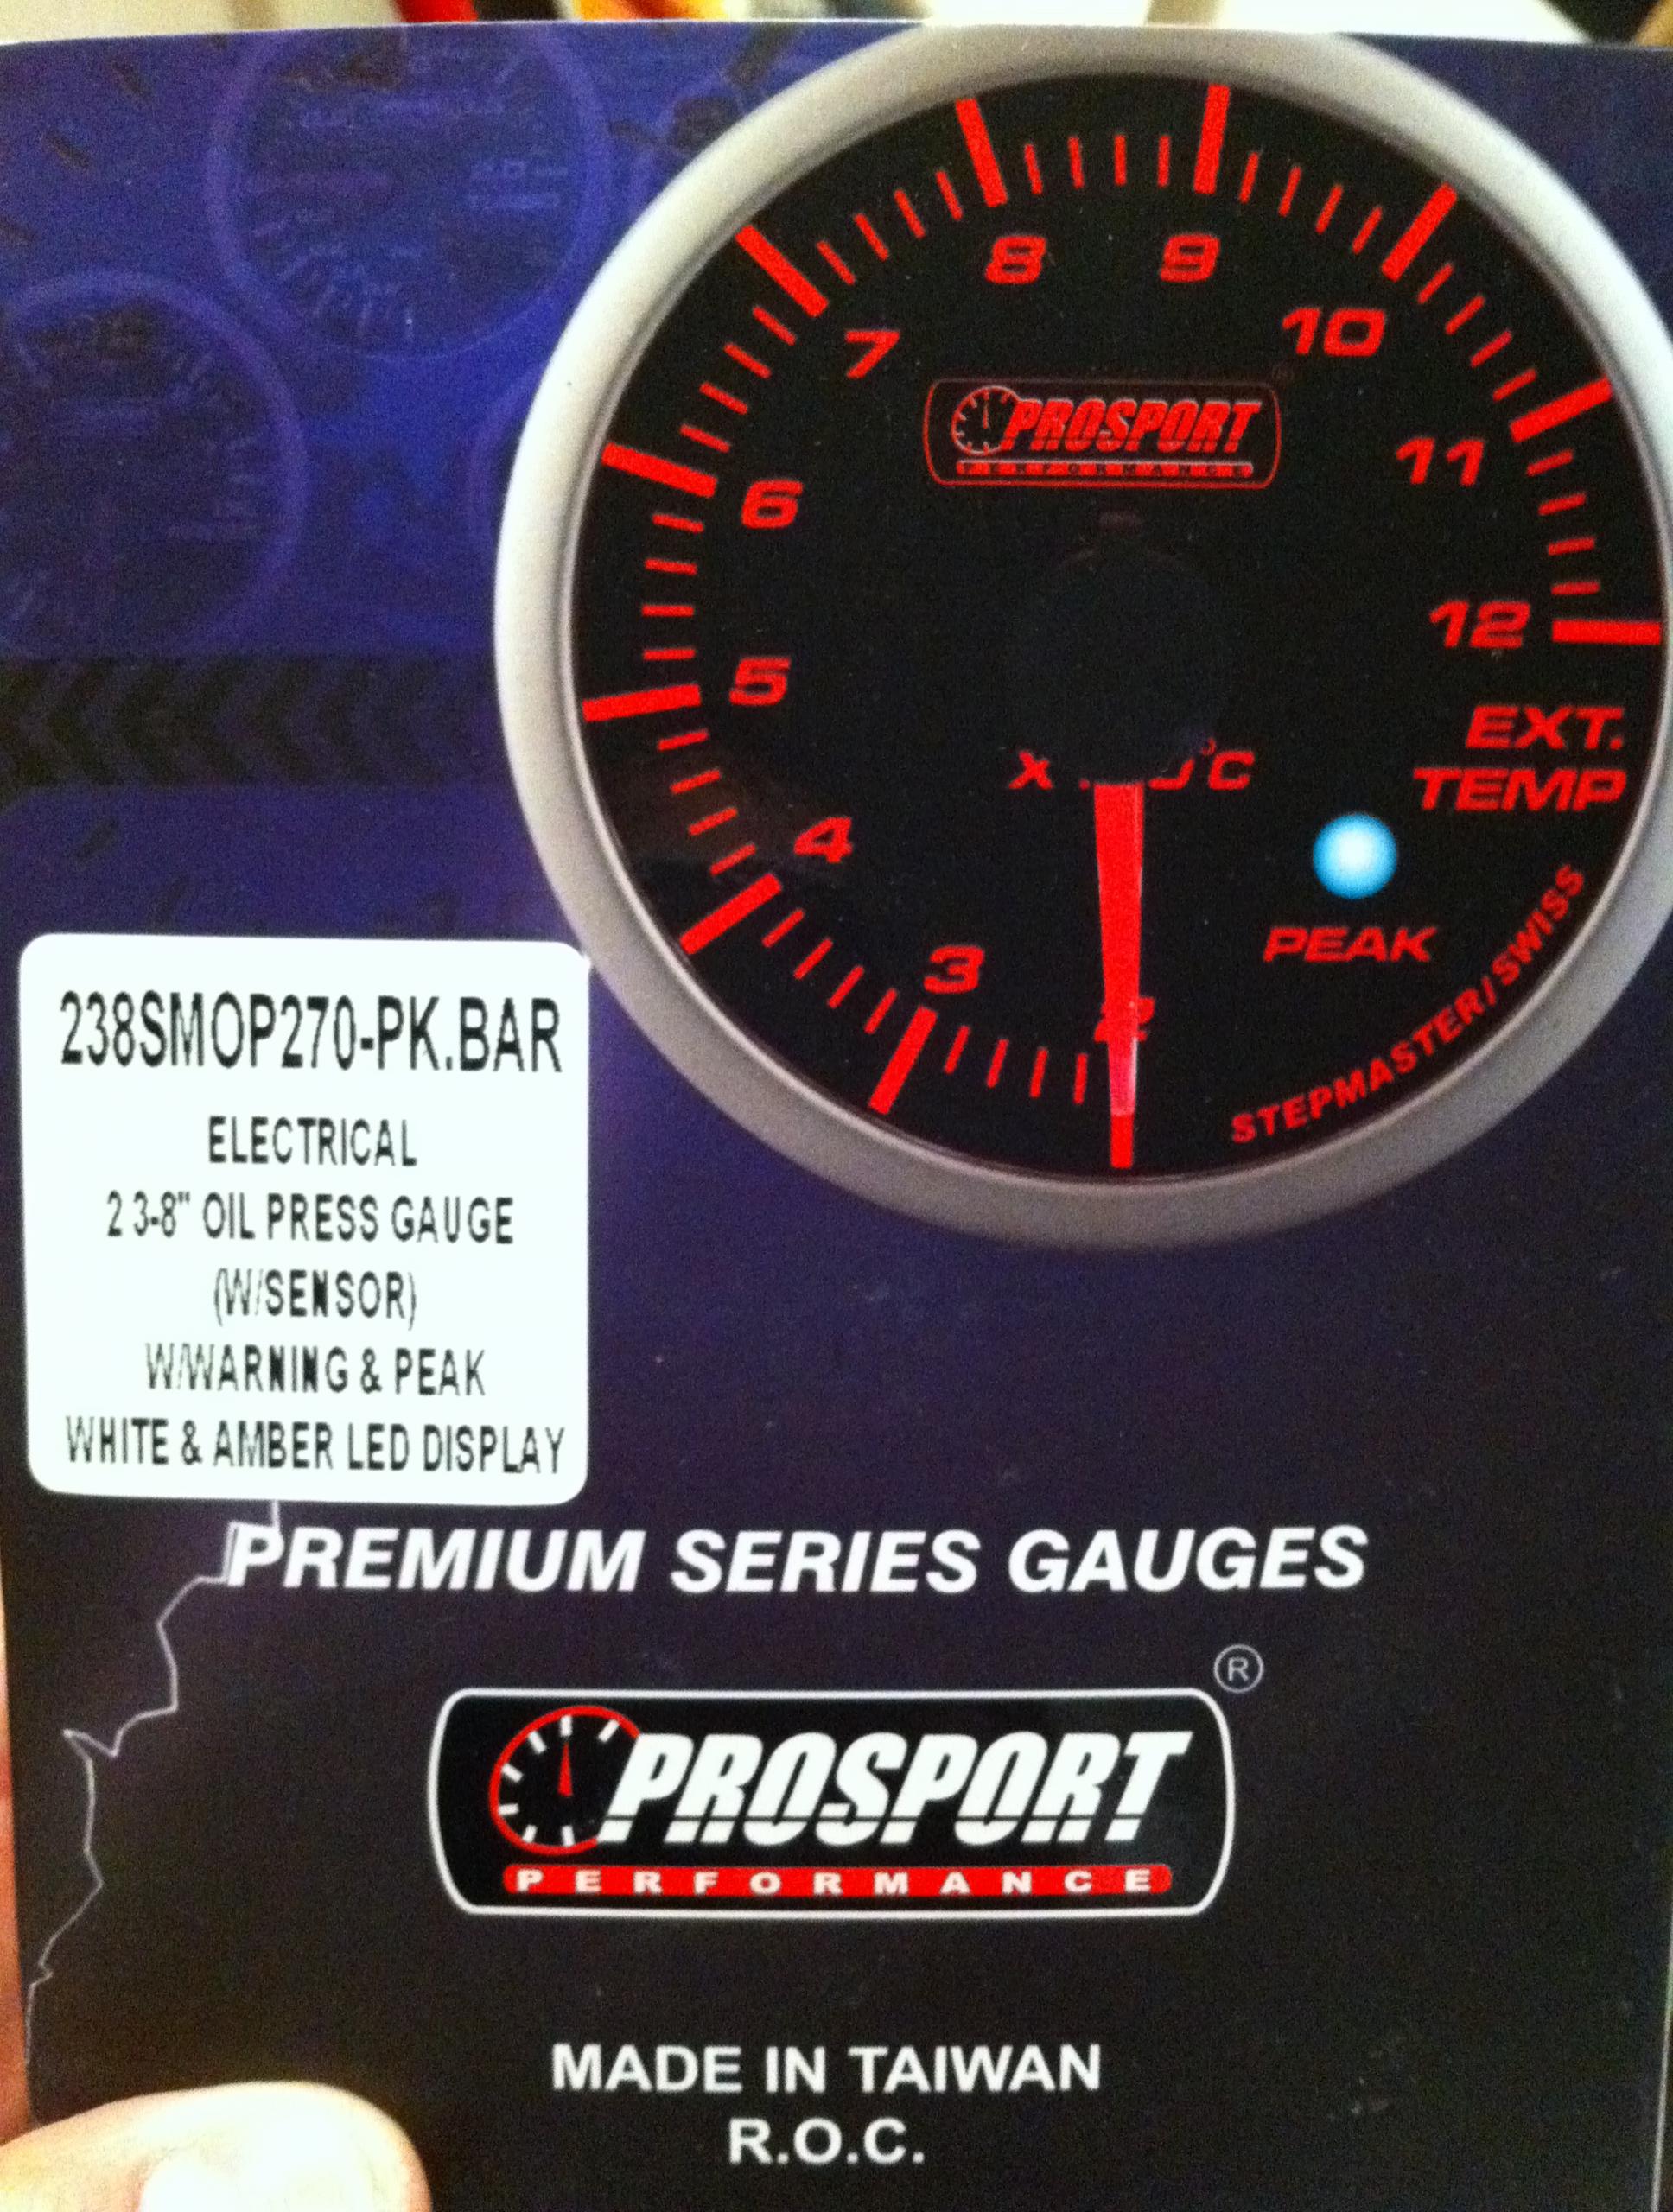 8 9
7 10
PROSPORT
PERFORMANCE
6 11
5 12
EXT.
TEMP
°C
X
4
PEAK
3
2
STEPMASTER/SWISS
238SMOP270-PK.BAR
ELECTRICAL
2 3-8" OIL PRESS GAUGE
(W/SENSOR)
W/WARNING & PEAK
WHITE & AMBER LED DISPLAY
PREMIUM SERIES GAUGES
®
PROSPORT
PERFORMANCE
MADE IN TAIWAN
R.O.C.